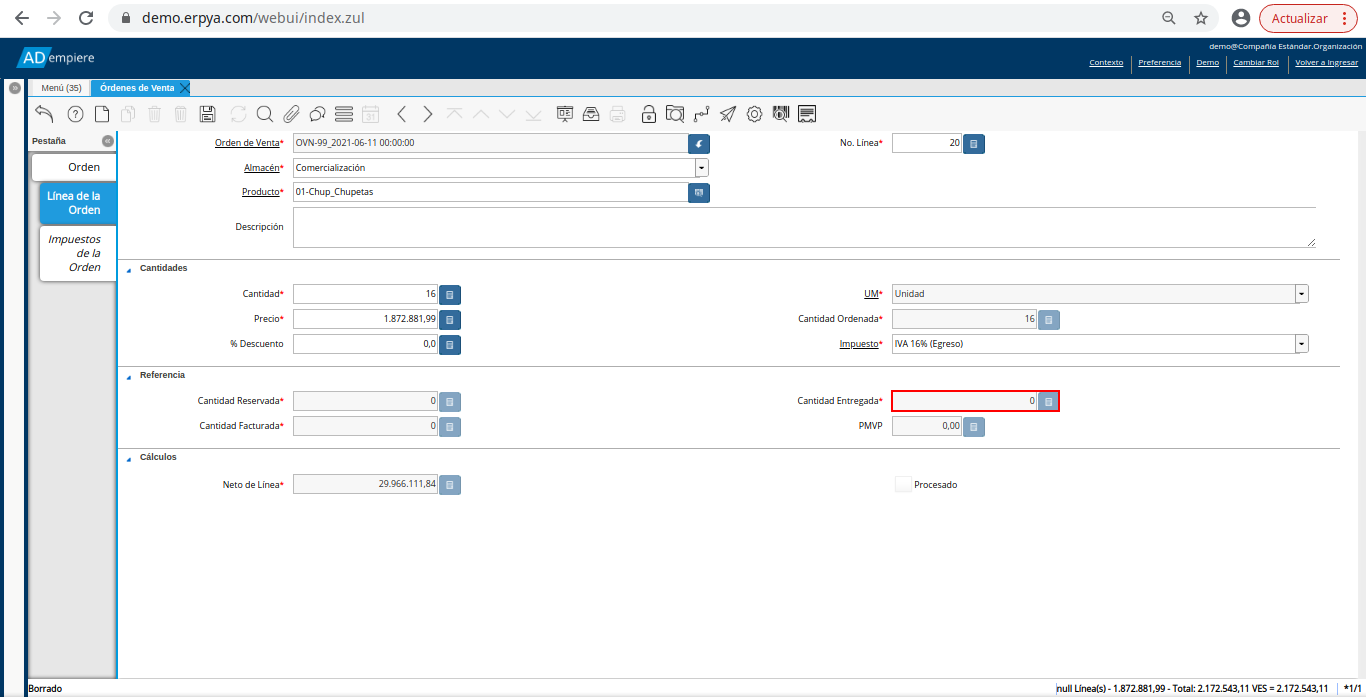 demo.erpya.com/webui/index.zul
Actualizar
ADempiere
demo@Compañía Estándar.Organización
Contexto Preferencia Demo Cambiar Rol Volver a Ingresar
Menú (35) Órdenes de Venta
31
Pestaña
Orden
Línea de la
Orden
Impuestos
de la
Orden
Orden de Venta* OVN-99_2021-06-11 00:00:00 No. Línea* 20
Almacén* Comercialización
Producto* 01-Chup_Chupetas
Descripción
Cantidades
Cantidad* 16 UM* Unidad
Precio* 1.872.881,99 Cantidad Ordenada* 16
% Descuento 0,0 Impuesto* IVA 16% (Egreso)
Referencia
Cantidad Reservada* 0 Cantidad Entregada* 0
Cantidad Facturada* 0 PMVP 0,00
Cálculos
Neto de Línea* 29.966.111,84 Procesado
Borrado null Línea(s) - 1.872.881,99 - Total: 2.172.543,11 VES = 2.172.543,11 *1/1